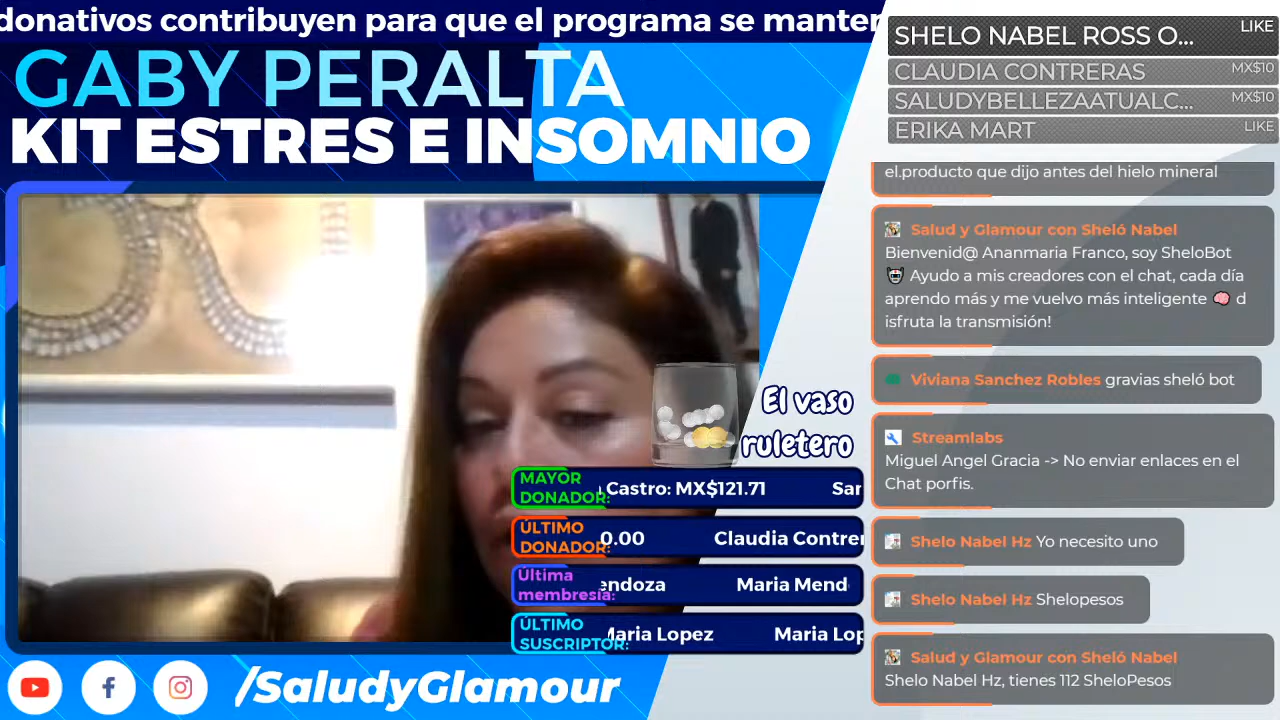 donativos contribuyen para que el programa se manten
GABY PERALTA
KIT ESTRES E INSOMNIO
El vaso
ruletero
MAYOR
DONADOR:
Castro: MX$121.71 Sar
ÚLTIMO
DONADOR:
0.00 Claudia Contrer
Última
membresía:
endoza Maria Mend
ÚLTIMO
SUSCRIPTOR:
Maria Lopez Maria Lop
/SaludyGlamour
SHELO NABEL ROSS O... LIKE
CLAUDIA CONTRERAS MX$10
SALUDYBELLEZAATUALC... MX$10
ERIKA MART LIKE
el.producto que dijo antes del hielo mineral
Salud y Glamour con Sheló Nabel
Bienvenid@ Ananmaria Franco, soy SheloBot
Ayudo a mis creadores con el chat, cada día
aprendo más y me vuelvo más inteligente 🧠 d
isfruta la transmisión!
Viviana Sanchez Robles gravias sheló bot
Streamlabs
Miguel Angel Gracia -> No enviar enlaces en el
Chat porfis.
Shelo Nabel Hz Yo necesito uno
Shelo Nabel Hz Shelopesos
Salud y Glamour con Sheló Nabel
Shelo Nabel Hz, tienes 112 SheloPesos